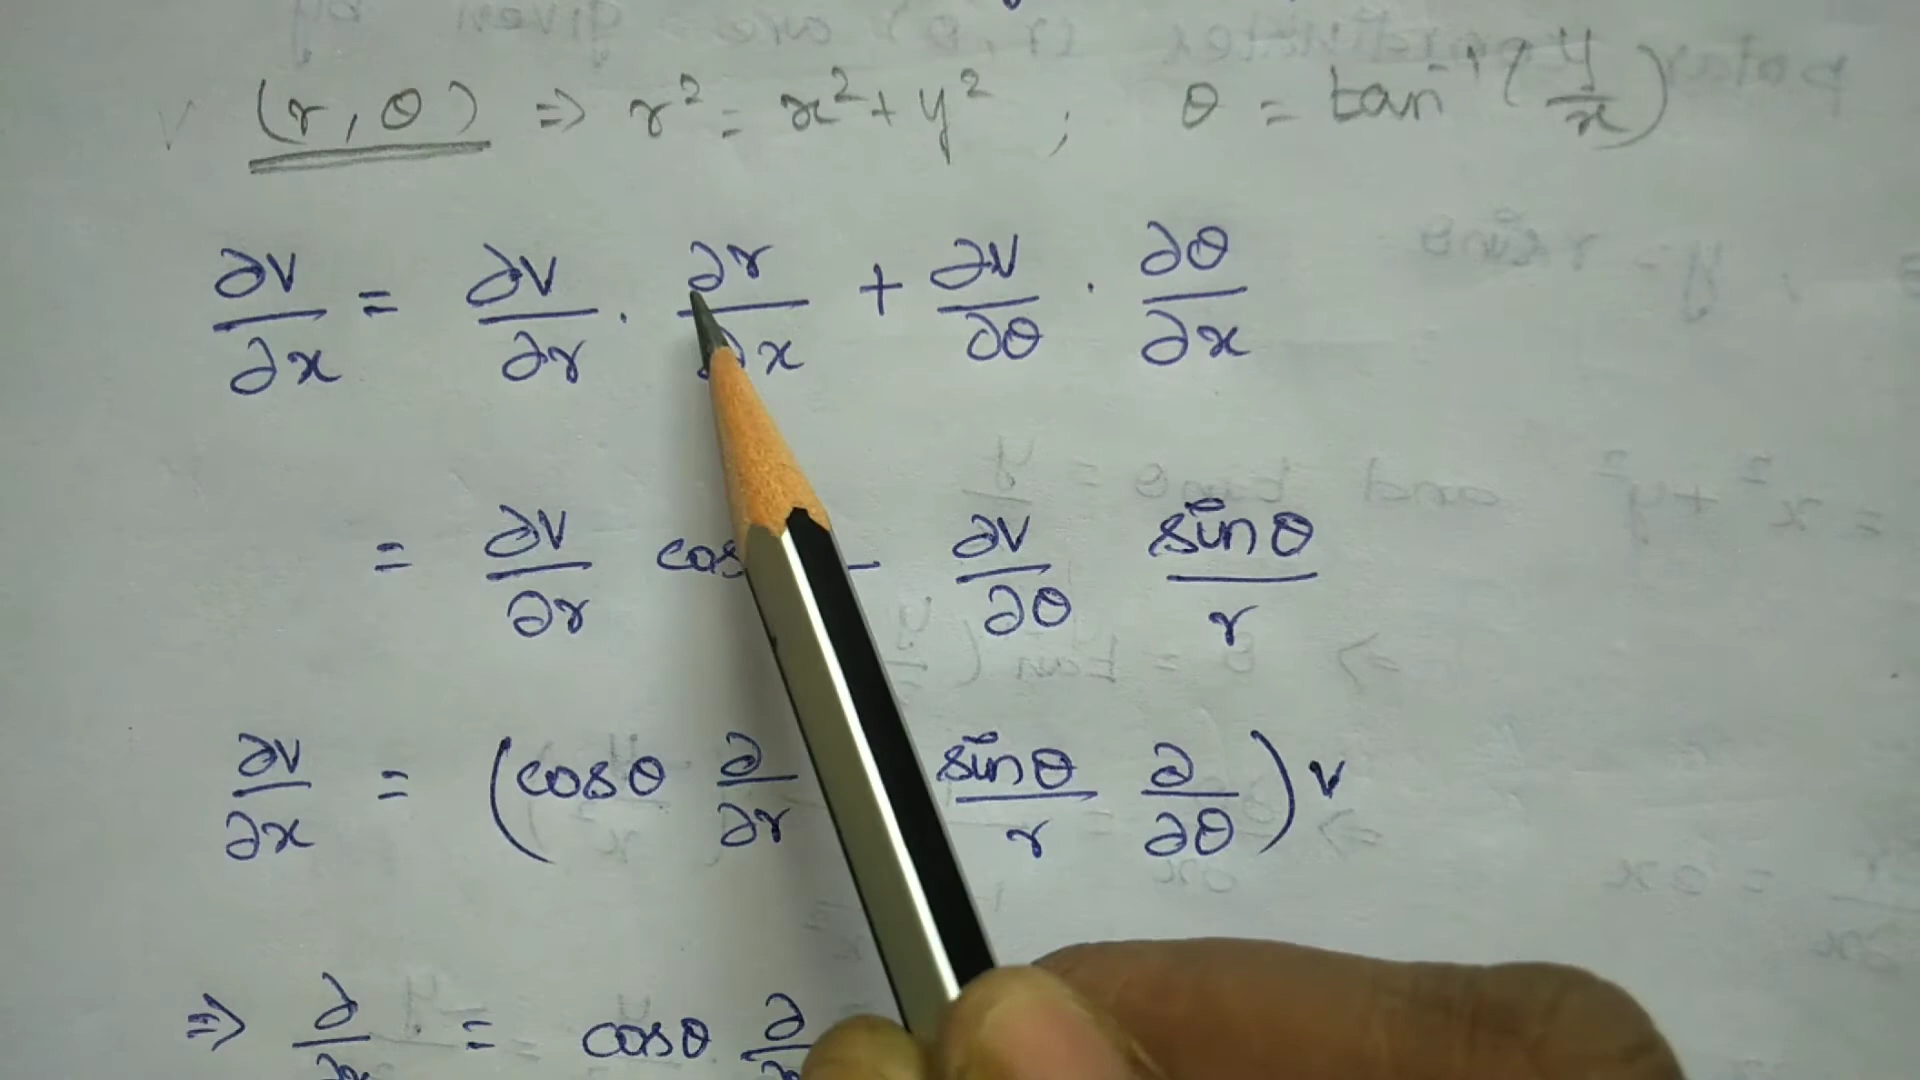 (r, θ) ⇒ r² = x² + y² ; θ = tan⁻¹(y/x)
∂v/∂x = ∂v/∂r · ∂r/∂x + ∂v/∂θ · ∂θ/∂x
= ∂v/∂r cos − ∂v/∂θ sinθ/r
∂v/∂x = (cosθ ∂/∂r sinθ/r ∂/∂θ) v
⇒ ∂/∂x = cosθ ∂